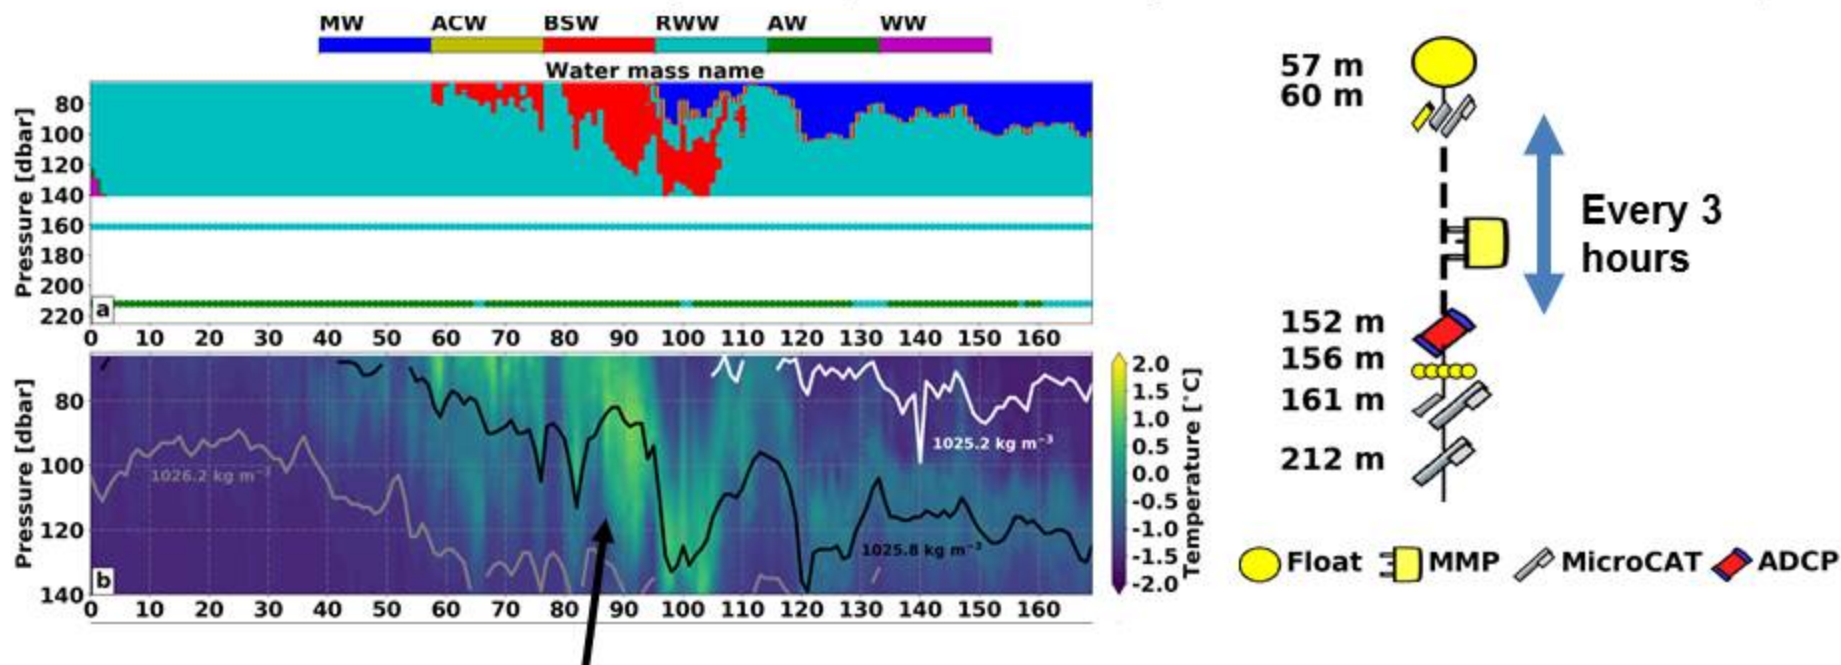 MW ACW BSW RWW AW WW
Water mass name
Pressure [dbar]
80
100
120
140
160
180
200
220
a
0 10 20 30 40 50 60 70 80 90 100 110 120 130 140 150 160
Pressure [dbar]
80
100
120
140
1026.2 kg m⁻³
1025.2 kg m⁻³
1025.8 kg m⁻³
b
0 10 20 30 40 50 60 70 80 90 100 110 120 130 140 150 160
2.0
1.5
1.0
0.5
0.0
-0.5
-1.0
-1.5
-2.0
Temperature [°C]
57 m
60 m
Every 3
hours
152 m
156 m
161 m
212 m
Float MMP MicroCAT ADCP